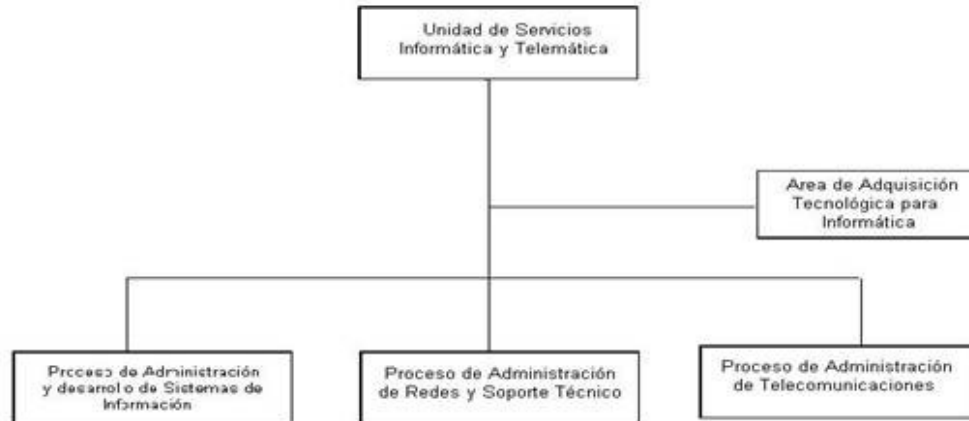 Unidad de Servicios
Informática y Telemática
Area de Adquisición
Tecnológica para
Informática
Proceso de Administración
y desarrollo de Sistemas de
Información
Proceso de Administración
de Redes y Soporte Técnico
Proceso de Administración
de Telecomunicaciones